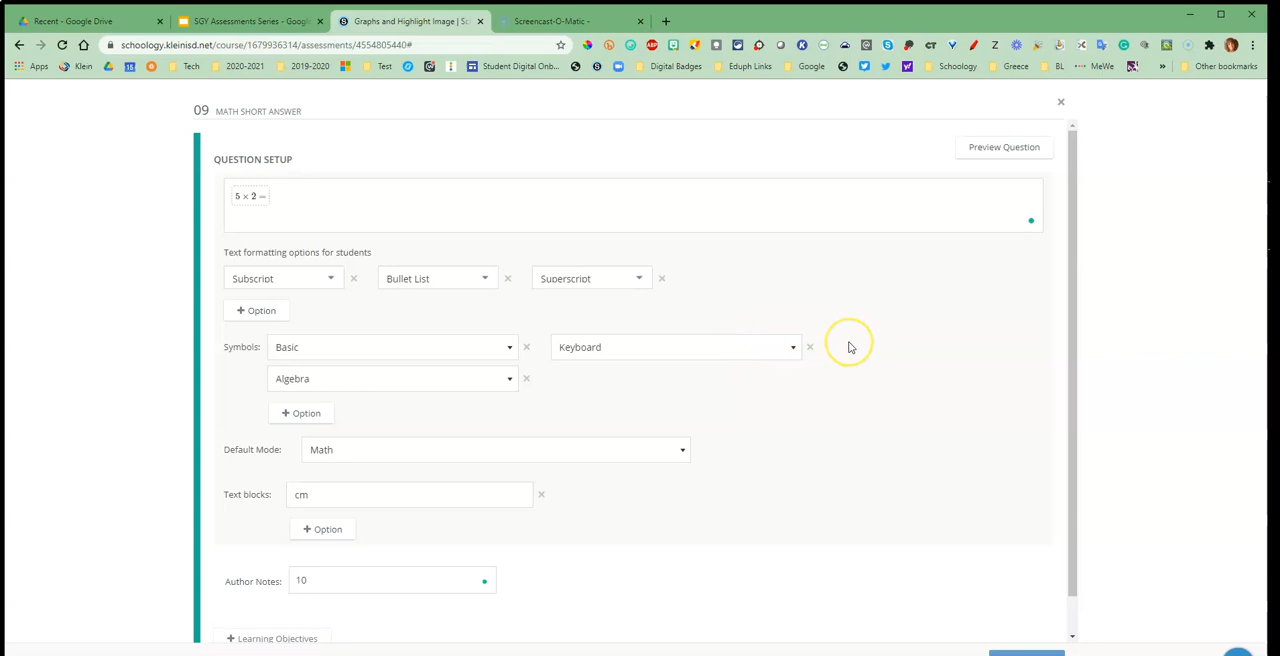 Recent - Google Drive
SGY Assessments Series - Googl
Graphs and Highlight Image | Sc
Screencast-O-Matic -
schoology.kleinisd.net/course/1679936314/assessments/4554805440#
Apps Klein Tech 2020-2021 2019-2020 Test Student Digital Onb... Digital Badges Eduph Links Google Schoology Greece BL MeWe » Other bookmarks
09 MATH SHORT ANSWER
QUESTION SETUP
Preview Question
5 × 2 =
Text formatting options for students
Subscript Bullet List Superscript
+ Option
Symbols: Basic Keyboard
Algebra
+ Option
Default Mode: Math
Text blocks: cm
+ Option
Author Notes: 10
+ Learning Objectives